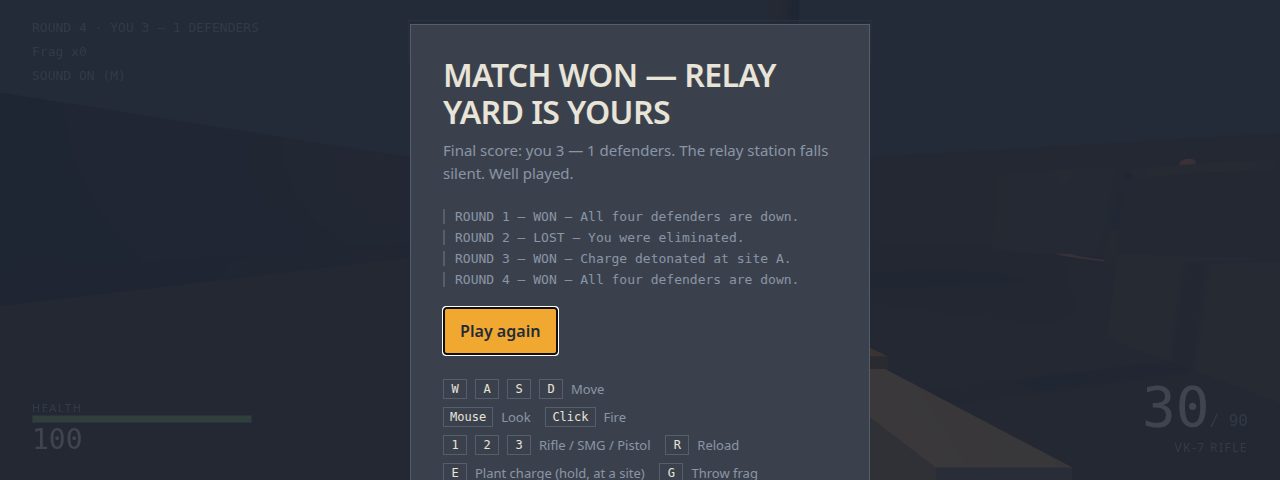 ROUND 4 · YOU 3 — 1 DEFENDERS
Frag x0
SOUND ON (M)
MATCH WON — RELAY
YARD IS YOURS
Final score: you 3 — 1 defenders. The relay station falls
silent. Well played.
ROUND 1 — WON — All four defenders are down.
ROUND 2 — LOST — You were eliminated.
ROUND 3 — WON — Charge detonated at site A.
ROUND 4 — WON — All four defenders are down.
Play again
W A S D Move
Mouse Look Click Fire
1 2 3 Rifle / SMG / Pistol R Reload
E Plant charge (hold, at a site) G Throw frag
HEALTH
100
30 / 90
VK-7 RIFLE